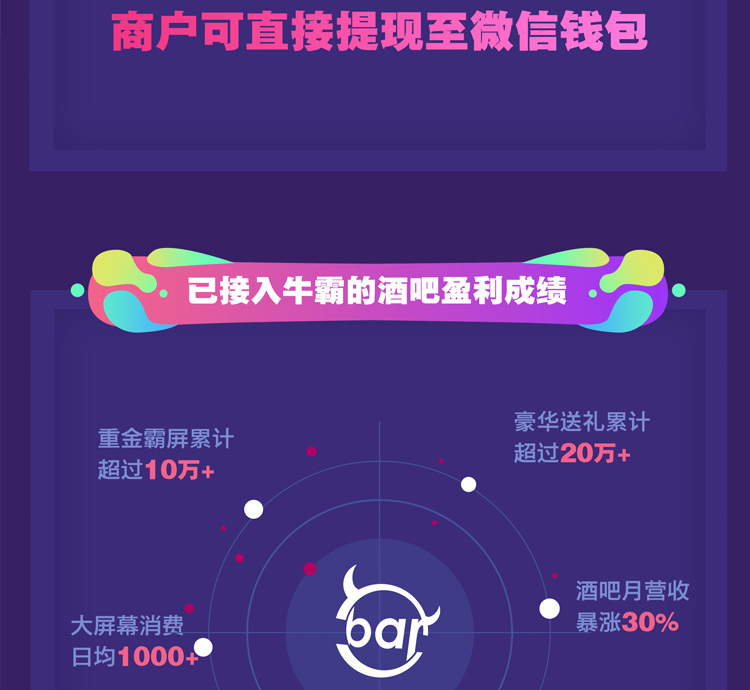 商户可直接提现至微信钱包
已接入牛霸的酒吧盈利成绩
豪华送礼累计
超过20万+
重金霸屏累计
超过10万+
酒吧月营收
暴涨30%
大屏幕消费
日均1000+
bar